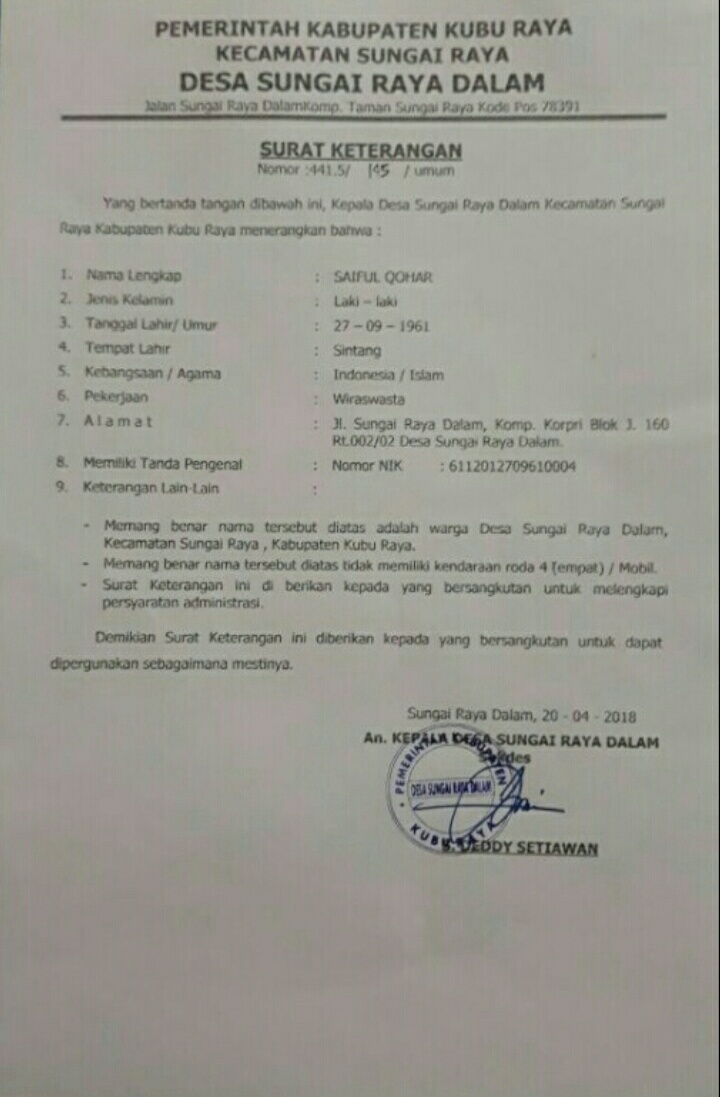 PEMERINTAH KABUPATEN KUBU RAYA
KECAMATAN SUNGAI RAYA
DESA SUNGAI RAYA DALAM
Jalan Sungai Raya DalamKomp. Taman Sungai Raya Kode Pos 78391
SURAT KETERANGAN
Nomor :441.5/ 145 / umum
Yang bertanda tangan dibawah ini, Kepala Desa Sungai Raya Dalam Kecamatan Sungai
Raya Kabupaten Kubu Raya menerangkan bahwa :
1. Nama Lengkap : SAIFUL QOHAR
2. Jenis Kelamin : Laki – laki
3. Tanggal Lahir/ Umur : 27 – 09 – 1961
4. Tempat Lahir : Sintang
5. Kebangsaan / Agama : Indonesia / Islam
6. Pekerjaan : Wiraswasta
7. A l a m a t : Jl. Sungai Raya Dalam, Komp. Korpri Blok J. 160
Rt.002/02 Desa Sungai Raya Dalam.
8. Memiliki Tanda Pengenal : Nomor NIK : 6112012709610004
9. Keterangan Lain-Lain :
- Memang benar nama tersebut diatas adalah warga Desa Sungai Raya Dalam,
Kecamatan Sungai Raya , Kabupaten Kubu Raya.
- Memang benar nama tersebut diatas tidak memiliki kendaraan roda 4 (empat) / Mobil.
- Surat Keterangan ini di berikan kepada yang bersangkutan untuk melengkapi
persyaratan administrasi.
Demikian Surat Keterangan ini diberikan kepada yang bersangkutan untuk dapat
dipergunakan sebagaimana mestinya.
Sungai Raya Dalam, 20 - 04 - 2018
An. KEPALA DESA SUNGAI RAYA DALAM
PEMERINTAH KABUPATEN
DESA SUNGAI RAYA DALAM
KUBU RAYA
DEDDY SETIAWAN